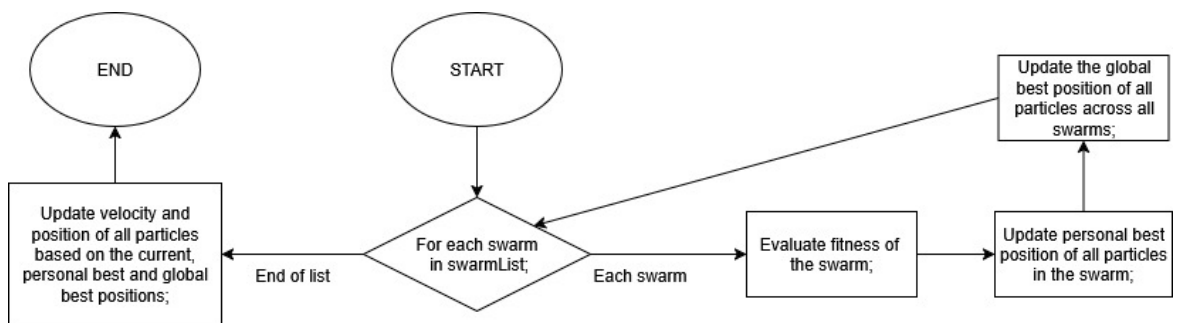 END
START
Update the global
best position of all
particles across all
swarms;
Update velocity and
position of all particles
based on the current,
personal best and global
best positions;
End of list
For each swarm
in swarmList;
Each swarm
Evaluate fitness of
the swarm;
Update personal best
position of all particles
in the swarm;